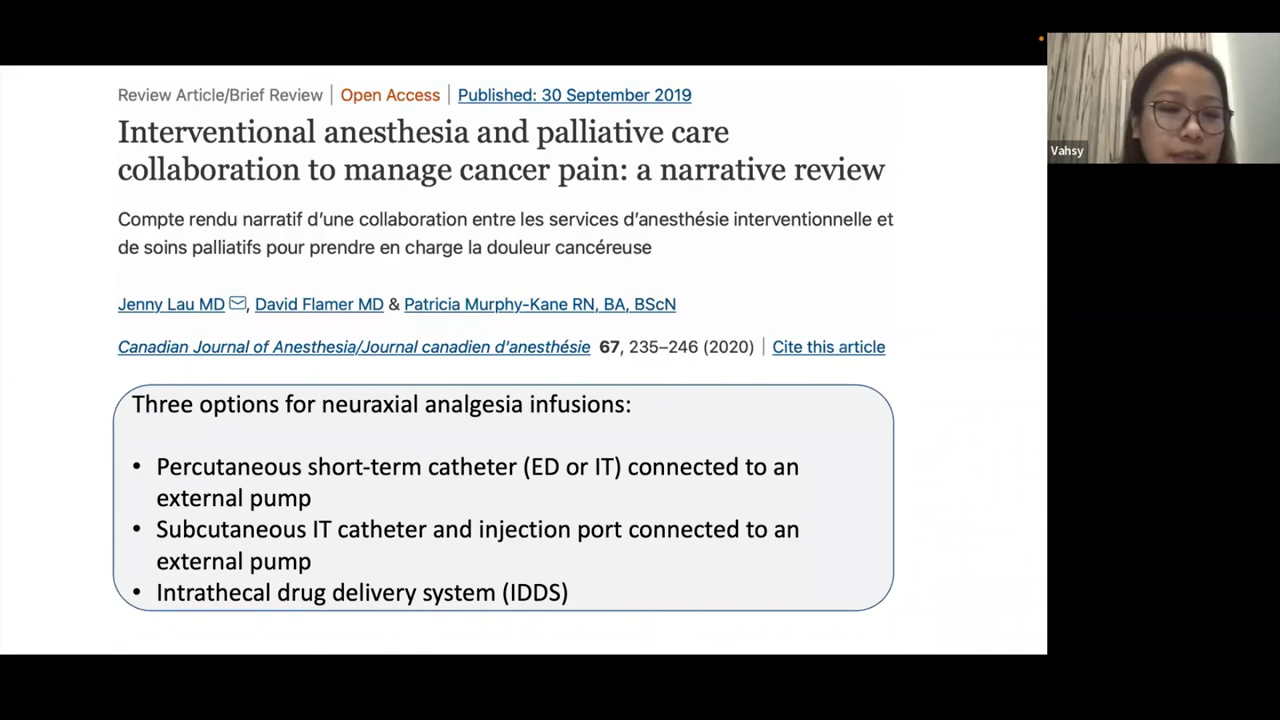 Review Article/Brief Review | Open Access | Published: 30 September 2019
Interventional anesthesia and palliative care
collaboration to manage cancer pain: a narrative review
Compte rendu narratif d’une collaboration entre les services d’anesthésie interventionnelle et
de soins palliatifs pour prendre en charge la douleur cancéreuse
Jenny Lau MD, David Flamer MD & Patricia Murphy-Kane RN, BA, BScN
Canadian Journal of Anesthesia/Journal canadien d'anesthésie 67, 235–246 (2020) | Cite this article
Three options for neuraxial analgesia infusions:
• Percutaneous short-term catheter (ED or IT) connected to an
external pump
• Subcutaneous IT catheter and injection port connected to an
external pump
• Intrathecal drug delivery system (IDDS)
Vahsy